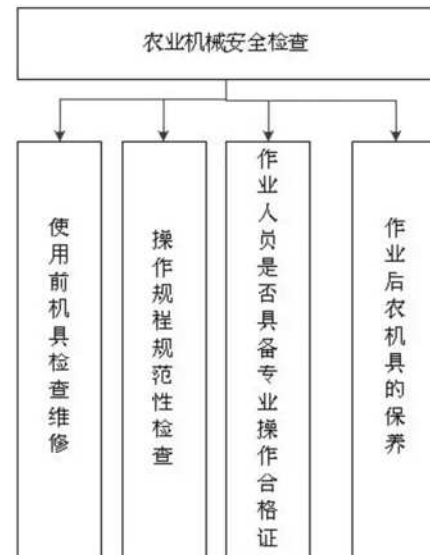 农业机械安全检查
使用前机具检查维修
操作规程规范性检查
作业人员是否具备专业操作合格证
作业后农机具的保养